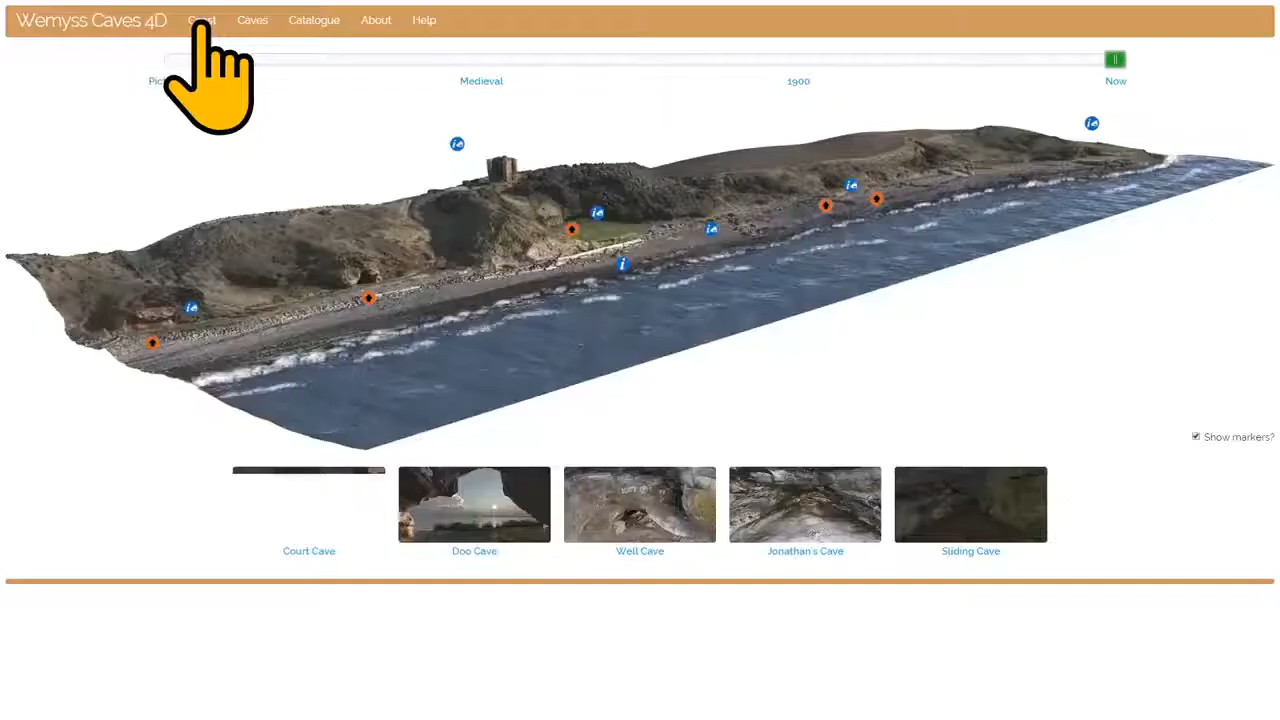 Wemyss Caves 4D Coast Caves Catalogue About Help
Medieval 1900 Now
Show markers?
Court Cave Doo Cave Well Cave Jonathan's Cave Sliding Cave